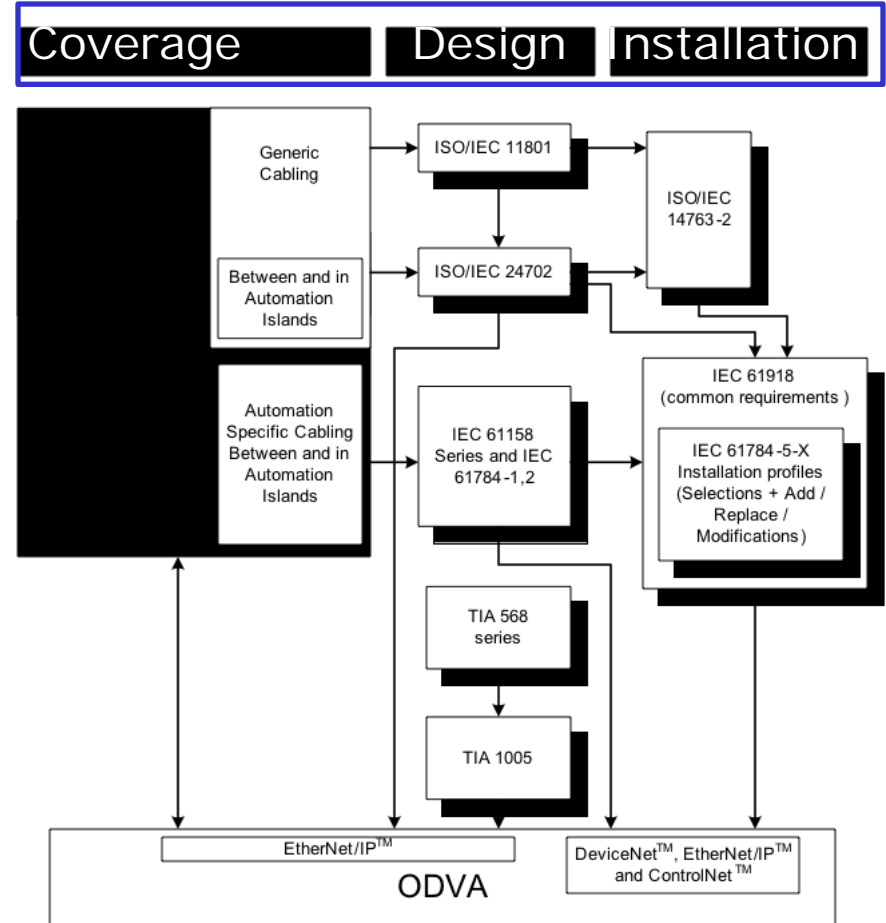 Coverage Design Installation
Generic
Cabling
ISO/IEC 11801
ISO/IEC
14763-2
Between and in
Automation
Islands
ISO/IEC 24702
IEC 61918
(common requirements )
Automation
Specific Cabling
Between and in
Automation
Islands
IEC 61158
Series and IEC
61784-1,2
IEC 61784-5-X
Installation profiles
(Selections + Add /
Replace /
Modifications)
TIA 568
series
TIA 1005
EtherNet/IP™
DeviceNet™, EtherNet/IP™
and ControlNet™
ODVA